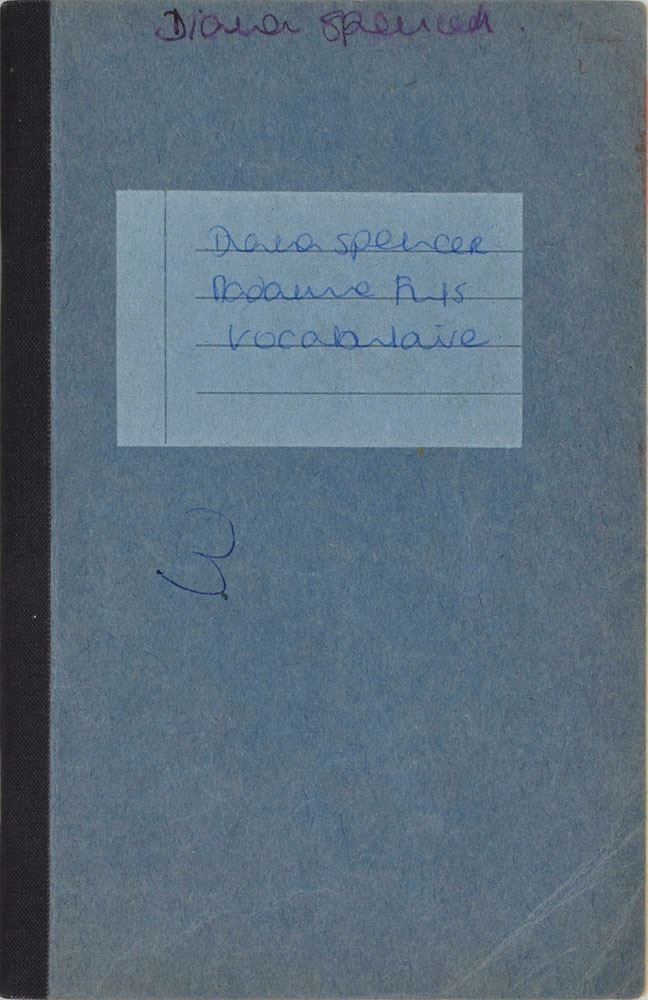 Diana Spencer.
Diana Spencer
Madame
Vocabulaire